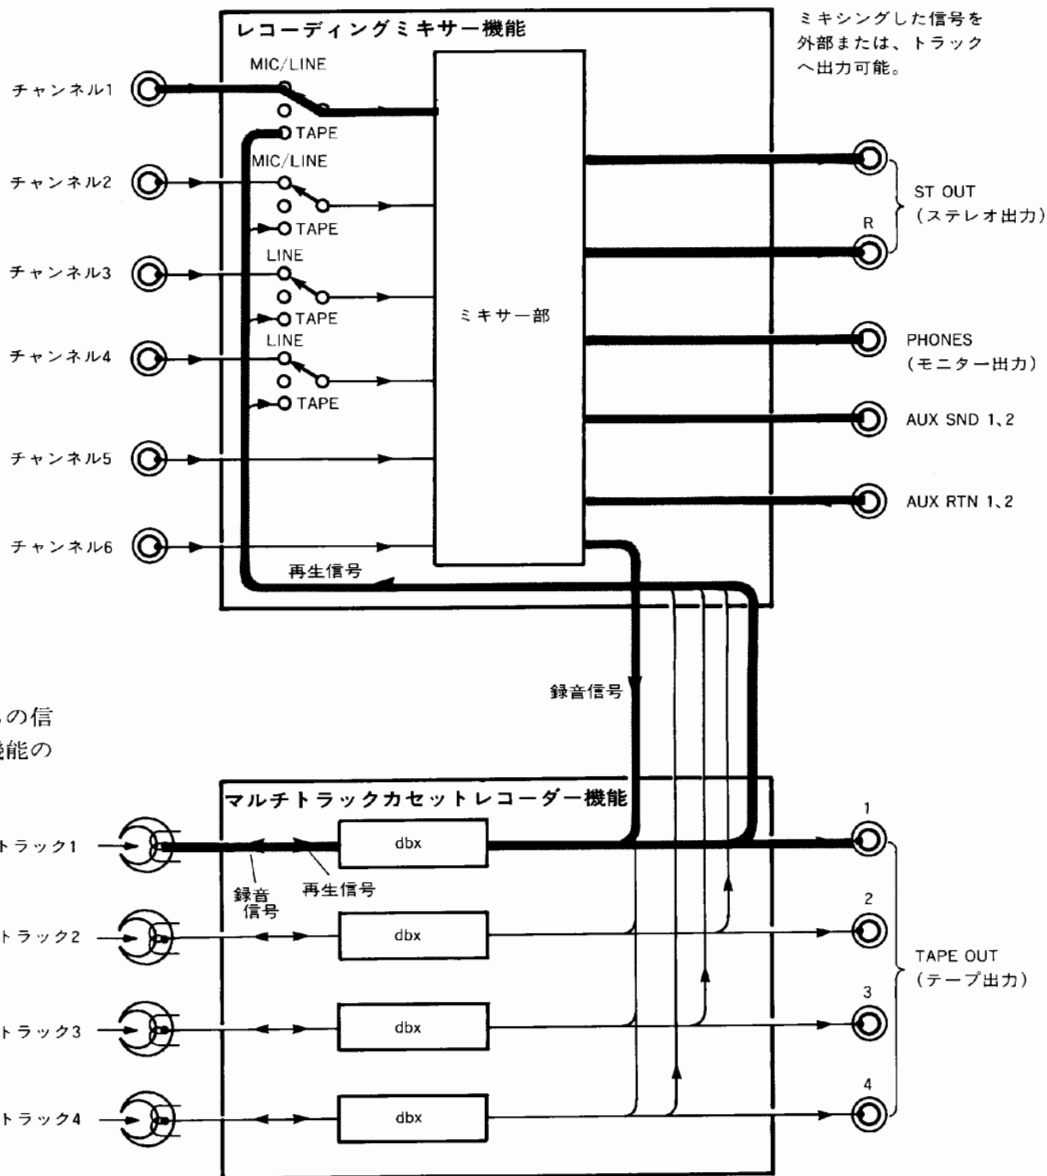 レコーディングミキサー機能
ミキシングした信号を
外部または、トラック
へ出力可能。
MIC/LINE
チャンネル1
TAPE
MIC/LINE
チャンネル2
TAPE
LINE
チャンネル3
TAPE
LINE
チャンネル4
TAPE
チャンネル5
チャンネル6
ミキサー部
R
ST OUT
(ステレオ出力)
PHONES
(モニター出力)
AUX SND 1、2
AUX RTN 1、2
再生信号
録音信号
らの信
機能の
マルチトラックカセットレコーダー機能
トラック1
dbx
1
録音
信号
再生信号
トラック2
dbx
2
トラック3
dbx
3
トラック4
dbx
4
TAPE OUT
(テープ出力)